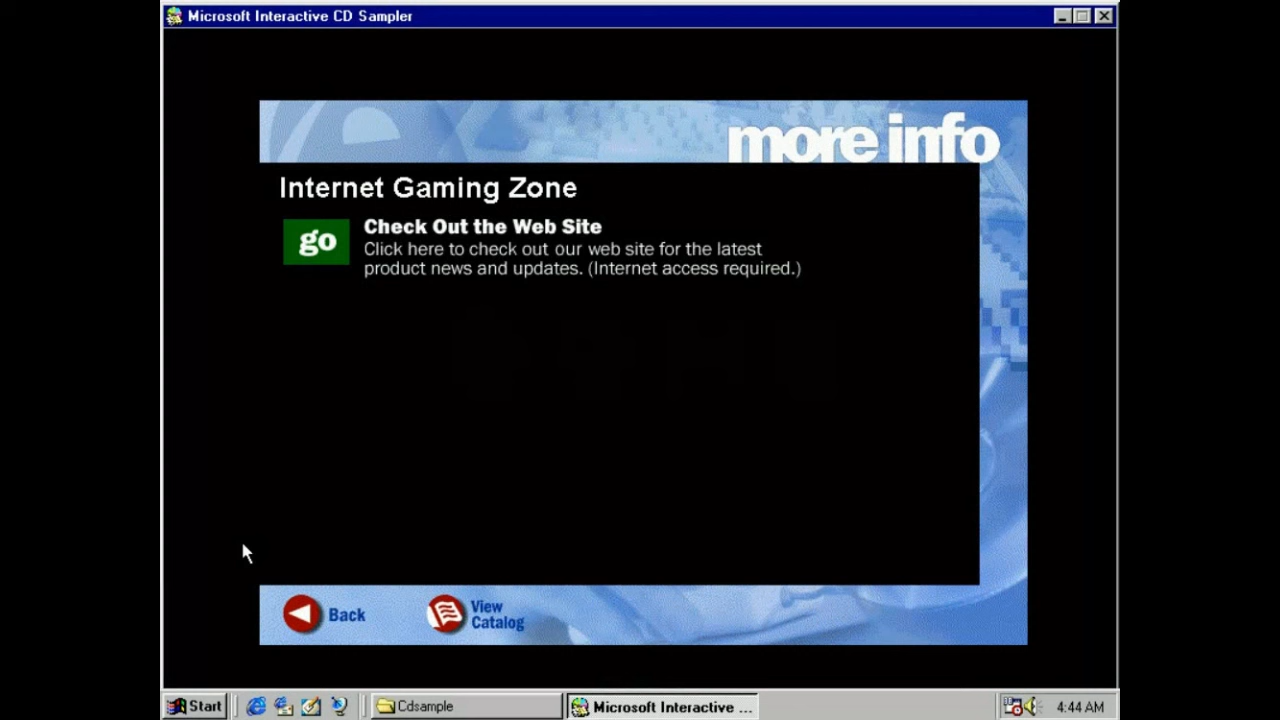 Microsoft Interactive CD Sampler
more info
Internet Gaming Zone
go
Check Out the Web Site
Click here to check out our web site for the latest
product news and updates. (Internet access required.)
Back
View
Catalog
Start
Cdsample
Microsoft Interactive ...
4:44 AM